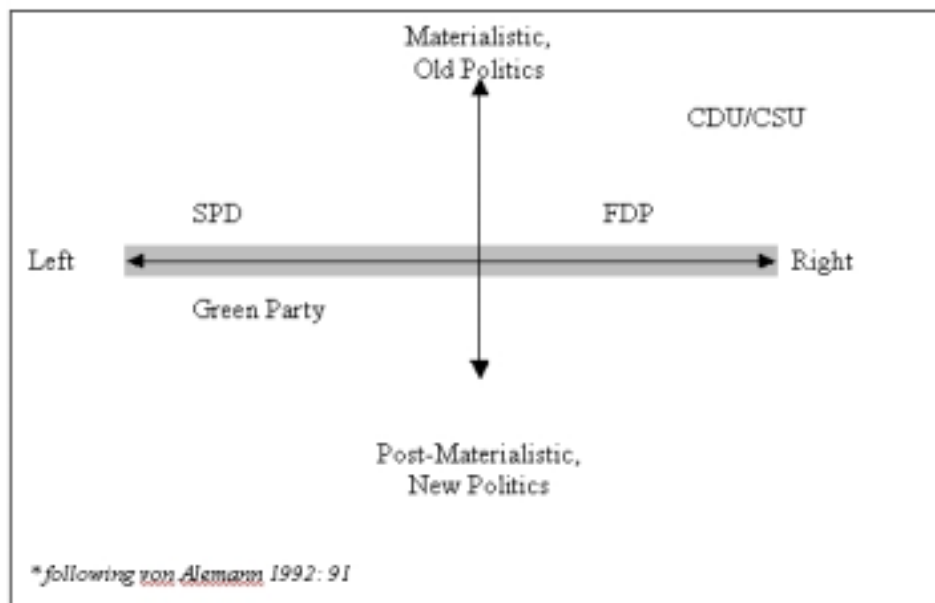 Materialistic,
Old Politics
CDU/CSU
SPD
FDP
Left
Right
Green Party
Post-Materialistic,
New Politics
* following von Alemann 1992: 91